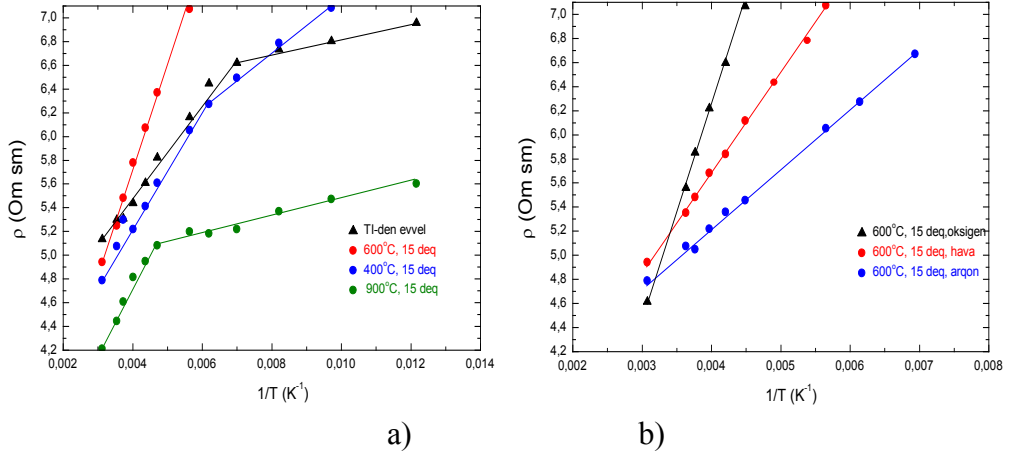 7,0
6,8
6,6
6,4
6,2
6,0
5,8
5,6
5,4
5,2
5,0
4,8
4,6
4,4
4,2
ρ (Om sm)
TI-den evvel
600°C, 15 deq
400°C, 15 deq
900°C, 15 deq
0,002 0,004 0,006 0,008 0,010 0,012 0,014
1/T (K⁻¹)
a)
7,0
6,8
6,6
6,4
6,2
6,0
5,8
5,6
5,4
5,2
5,0
4,8
4,6
4,4
4,2
ρ (Om sm)
600°C, 15 deq,oksigen
600°C, 15 deq, hava
600°C, 15 deq, arqon
0,002 0,003 0,004 0,005 0,006 0,007 0,008
1/T (K⁻¹)
b)